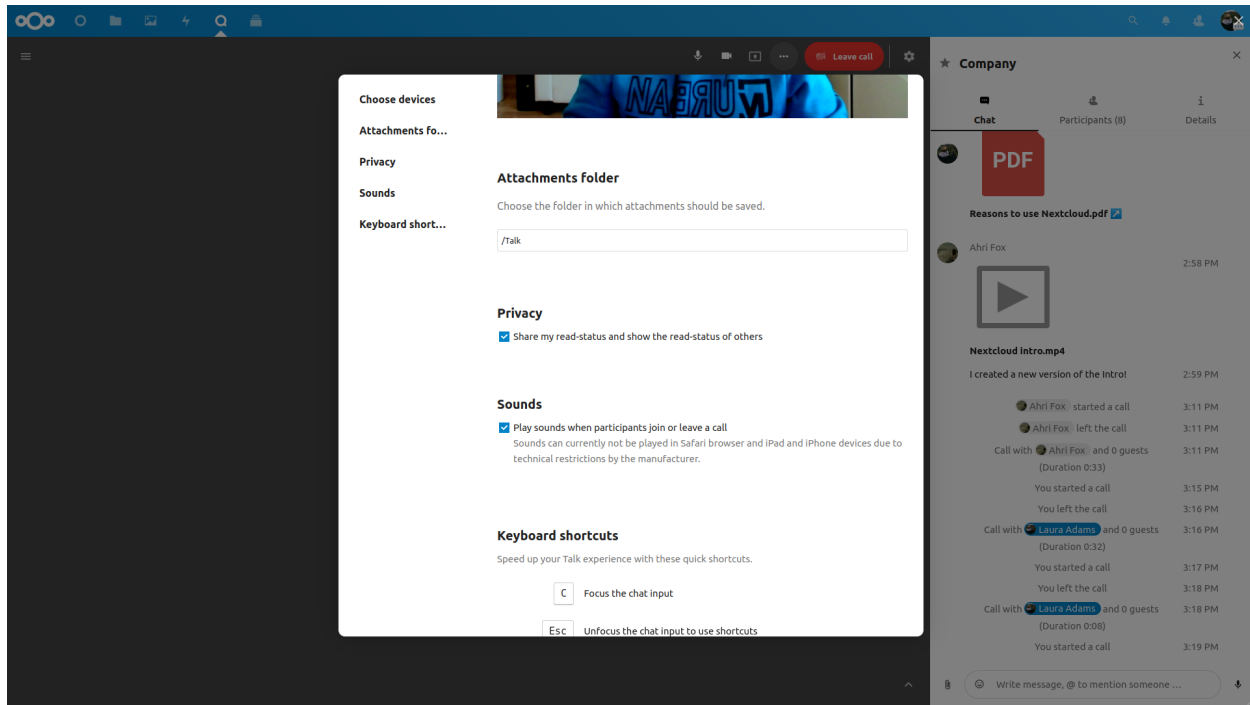 Leave call
Choose devices
Attachments fo...
Privacy
Sounds
Keyboard short...
NURBAN
Attachments folder
Choose the folder in which attachments should be saved.
/Talk
Privacy
Share my read-status and show the read-status of others
Sounds
Play sounds when participants join or leave a call
Sounds can currently not be played in Safari browser and iPad and iPhone devices due to
technical restrictions by the manufacturer.
Keyboard shortcuts
Speed up your Talk experience with these quick shortcuts.
C Focus the chat input
Esc Unfocus the chat input to use shortcuts
Company
Chat Participants (8) Details
PDF
Reasons to use Nextcloud.pdf
Ahri Fox
2:58 PM
Nextcloud intro.mp4
I created a new version of the Intro! 2:59 PM
Ahri Fox started a call 3:11 PM
Ahri Fox left the call 3:11 PM
Call with Ahri Fox and 0 guests 3:11 PM
(Duration 0:33)
You started a call 3:15 PM
You left the call 3:16 PM
Call with Laura Adams and 0 guests 3:16 PM
(Duration 0:32)
You started a call 3:17 PM
You left the call 3:18 PM
Call with Laura Adams and 0 guests 3:18 PM
(Duration 0:08)
You started a call 3:19 PM
Write message, @ to mention someone ...